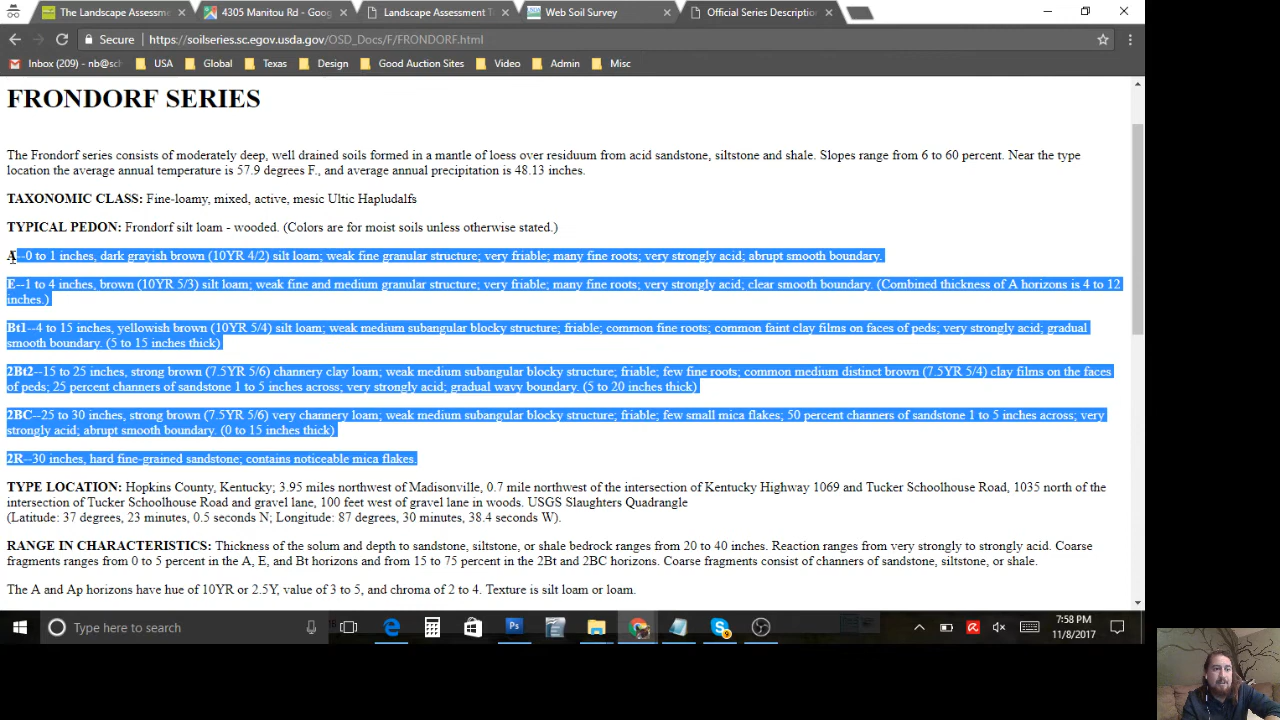 The Landscape Assessme
4305 Manitou Rd - Goo
Landscape Assessment T
Web Soil Survey
Official Series Descriptio
Secure
https://soilseries.sc.egov.usda.gov/OSD_Docs/F/FRONDORF.html
Inbox (209) - nb@scl
USA
Global
Texas
Design
Good Auction Sites
Video
Admin
Misc
FRONDORF SERIES
The Frondorf series consists of moderately deep, well drained soils formed in a mantle of loess over residuum from acid sandstone, siltstone and shale. Slopes range from 6 to 60 percent. Near the type
location the average annual temperature is 57.9 degrees F., and average annual precipitation is 48.13 inches.
TAXONOMIC CLASS: Fine-loamy, mixed, active, mesic Ultic Hapludalfs
TYPICAL PEDON: Frondorf silt loam - wooded. (Colors are for moist soils unless otherwise stated.)
A--0 to 1 inches, dark grayish brown (10YR 4/2) silt loam; weak fine granular structure; very friable; many fine roots; very strongly acid; abrupt smooth boundary.
E--1 to 4 inches, brown (10YR 5/3) silt loam; weak fine and medium granular structure; very friable; many fine roots; very strongly acid; clear smooth boundary. (Combined thickness of A horizons is 4 to 12
inches.)
Bt1--4 to 15 inches, yellowish brown (10YR 5/4) silt loam; weak medium subangular blocky structure; friable; common fine roots; common faint clay films on faces of peds; very strongly acid; gradual
smooth boundary. (5 to 15 inches thick)
2Bt2--15 to 25 inches, strong brown (7.5YR 5/6) channery clay loam; weak medium subangular blocky structure; friable; few fine roots; common medium distinct brown (7.5YR 5/4) clay films on the faces
of peds; 25 percent channers of sandstone 1 to 5 inches across; very strongly acid; gradual wavy boundary. (5 to 20 inches thick)
2BC--25 to 30 inches, strong brown (7.5YR 5/6) very channery loam; weak medium subangular blocky structure; friable; few small mica flakes; 50 percent channers of sandstone 1 to 5 inches across; very
strongly acid; abrupt smooth boundary. (0 to 15 inches thick)
2R--30 inches, hard fine-grained sandstone; contains noticeable mica flakes.
TYPE LOCATION: Hopkins County, Kentucky; 3.95 miles northwest of Madisonville, 0.7 mile northwest of the intersection of Kentucky Highway 1069 and Tucker Schoolhouse Road, 1035 north of the
intersection of Tucker Schoolhouse Road and gravel lane, 100 feet west of gravel lane in woods. USGS Slaughters Quadrangle
(Latitude: 37 degrees, 23 minutes, 0.5 seconds N; Longitude: 87 degrees, 30 minutes, 38.4 seconds W).
RANGE IN CHARACTERISTICS: Thickness of the solum and depth to sandstone, siltstone, or shale bedrock ranges from 20 to 40 inches. Reaction ranges from very strongly to strongly acid. Coarse
fragments ranges from 0 to 5 percent in the A, E, and Bt horizons and from 15 to 75 percent in the 2Bt and 2BC horizons. Coarse fragments consist of channers of sandstone, siltstone, or shale.
The A and Ap horizons have hue of 10YR or 2.5Y, value of 3 to 5, and chroma of 2 to 4. Texture is silt loam or loam.
Type here to search
7:58 PM
11/8/2017